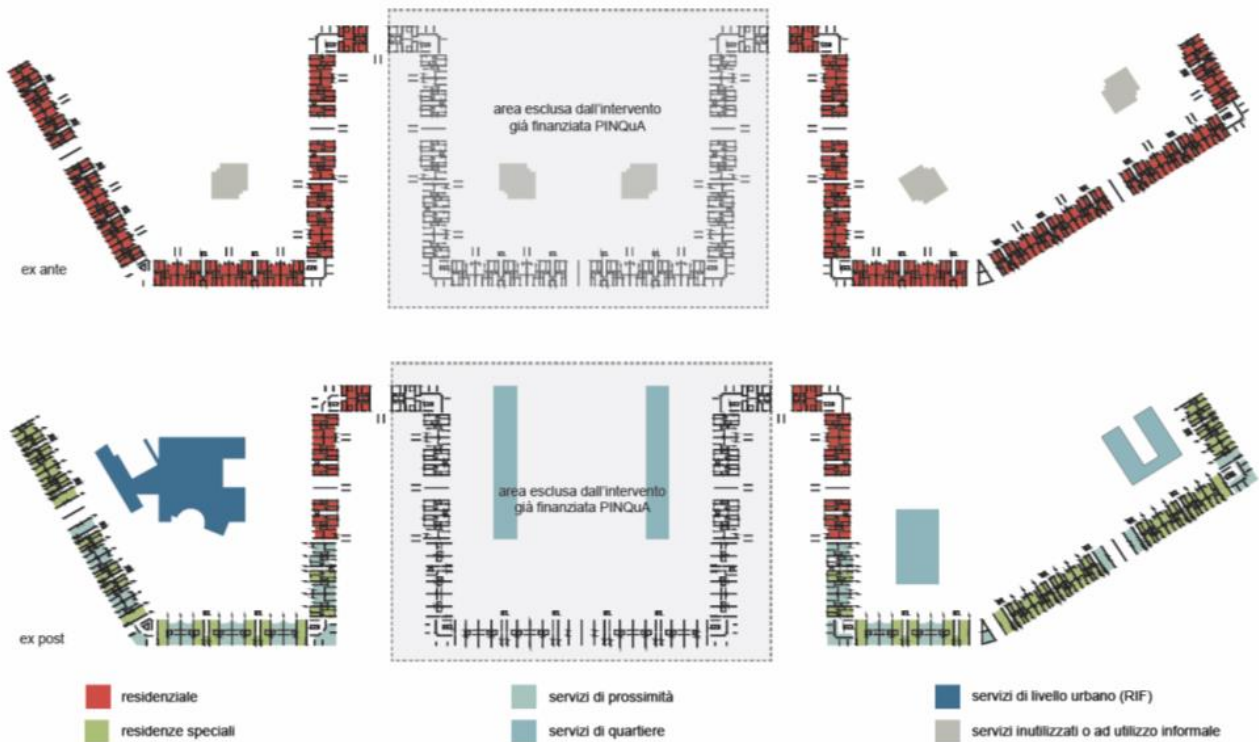 area esclusa dall'intervento
già finanziata PINQuA
ex ante
area esclusa dall'intervento
già finanziata PINQuA
ex post
residenziale
servizi di prossimità
servizi di livello urbano (RIF)
residenze speciali
servizi di quartiere
servizi inutilizzati o ad utilizzo informale